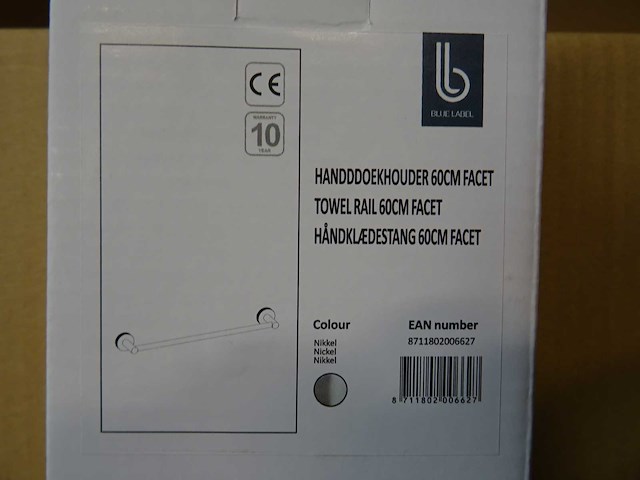 BLUE LABEL
CE
WARRANTY
10
YEAR
HANDDDOEKHOUDER 60CM FACET
TOWEL RAIL 60CM FACET
HÅNDKLÆDESTANG 60CM FACET
Colour
Nikkel
Nickel
Nikkel
EAN number
8711802006627
8 711802 006627